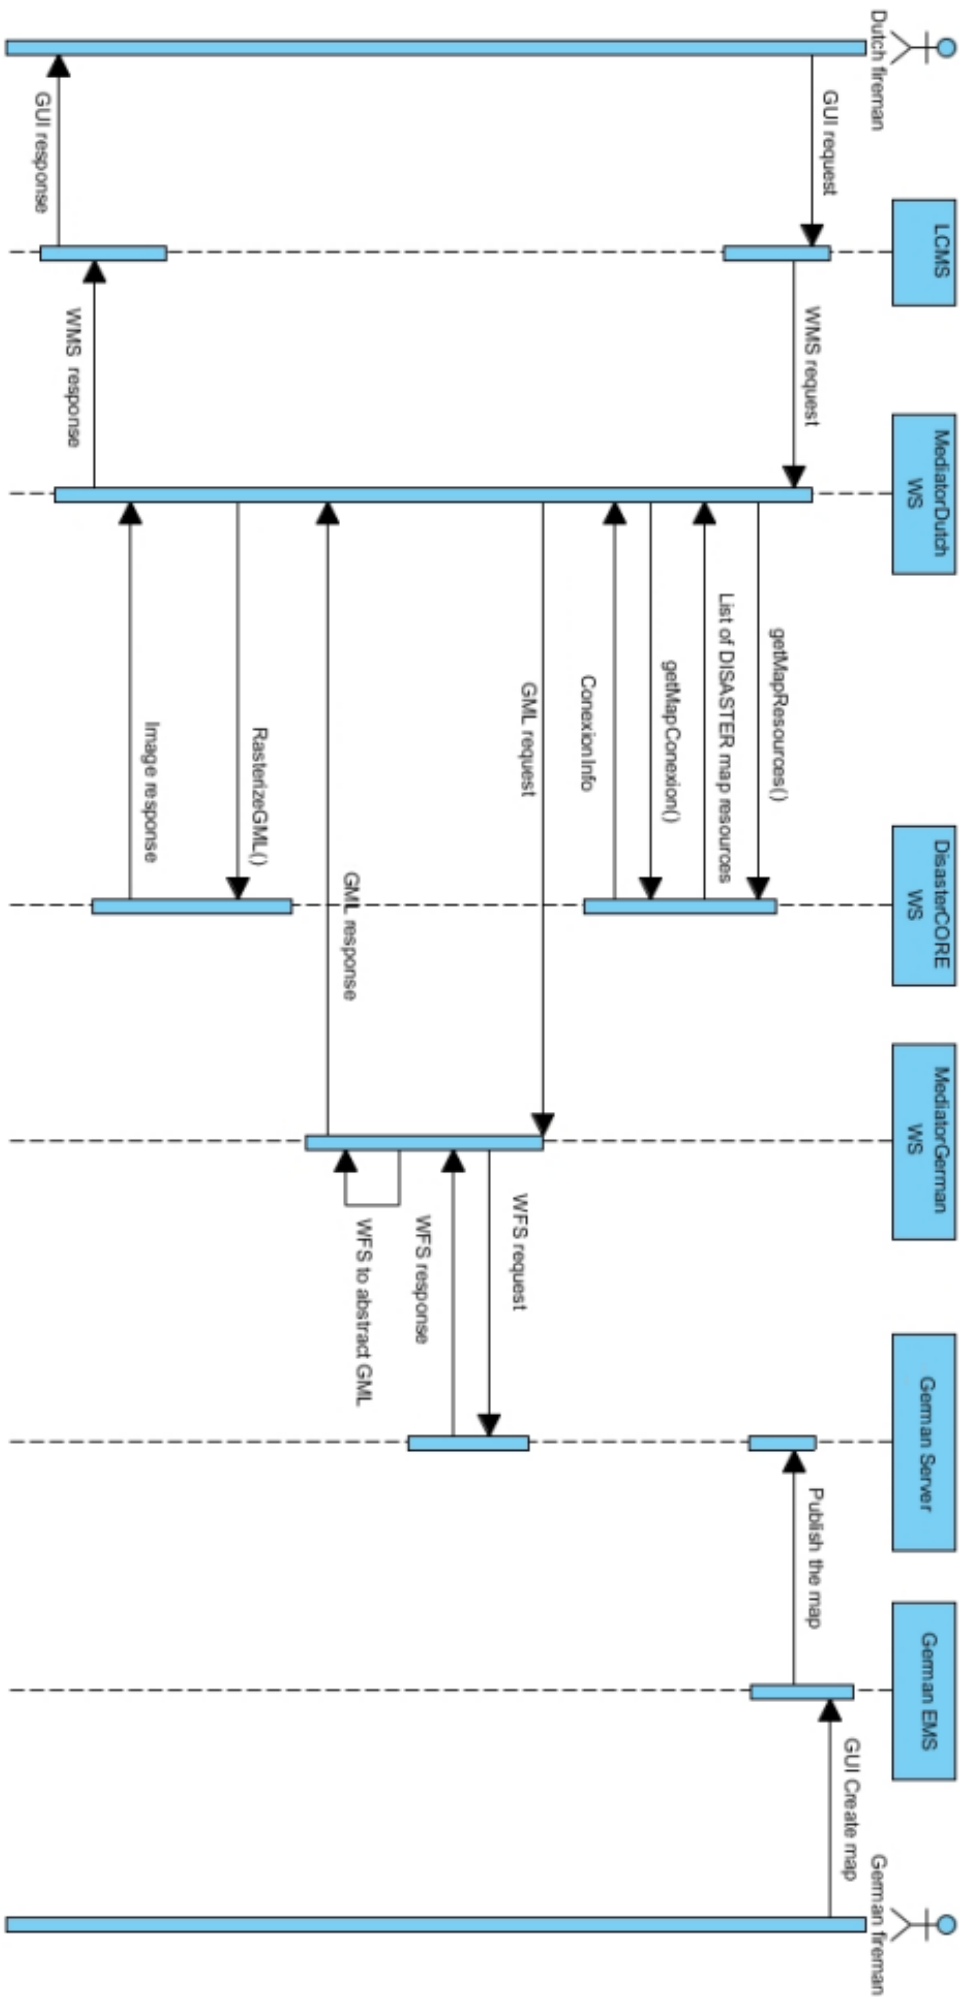 Dutch fireman
LCMS
MediatorDutch
WS
DisasterCORE
WS
MediatorGerman
WS
German Server
German EMS
German fireman
GUI request
GUI Create map
WMS request
Publish the map
getMapResources()
List of DISASTER map resources
getMapConexion()
ConexionInfo
GML request
WFS request
WFS response
WFS to abstract GML
GML response
RasterizeGML()
Image response
WMS response
GUI response